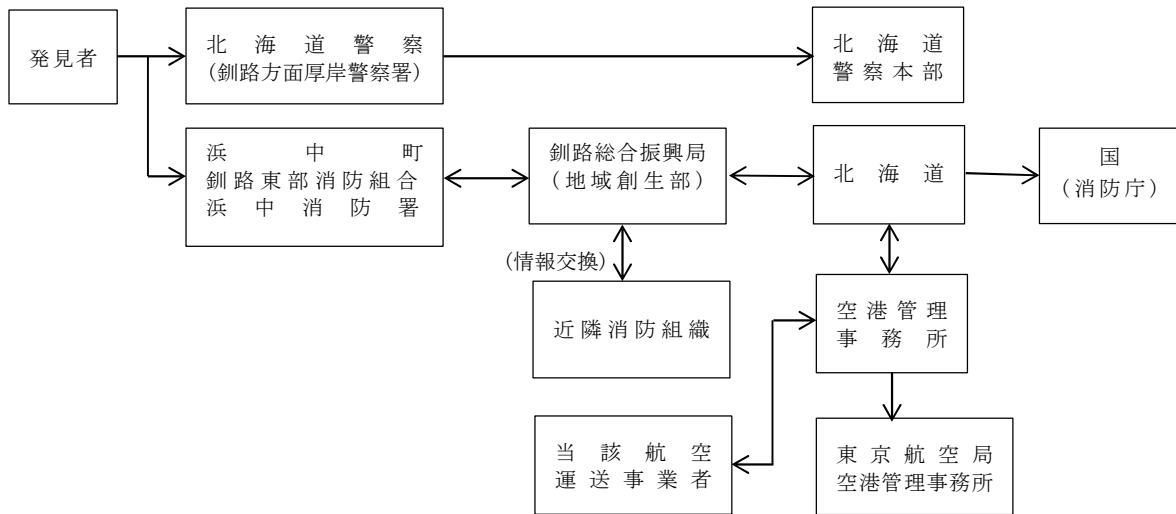 発見者
北海道警察
（釧路方面厚岸警察署）
北海道
警察本部
浜中町
釧路東部消防組合
浜中消防署
釧路総合振興局
（地域創生部）
北海道
国
（消防庁）
（情報交換）
近隣消防組織
空港管理
事務所
当該航空
運送事業者
東京航空局
空港管理事務所